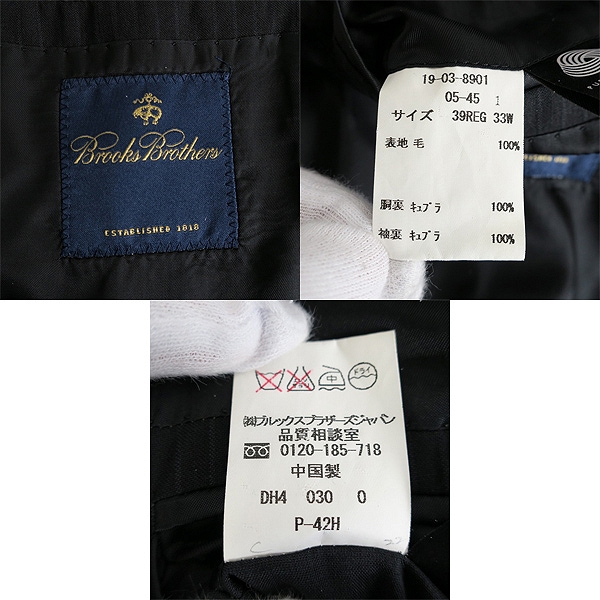 Brooks Brothers
ESTABLISHED 1818
19-03-8901
05-45 1
サイズ 39REG 33W
表地 毛 100%
胴裏 キュプラ 100%
袖裏 キュプラ 100%
中
ドライ
㈱ブルックスブラザーズジャパン
品質相談室
0120-185-718
中国製
DH4 030 0
P-42H